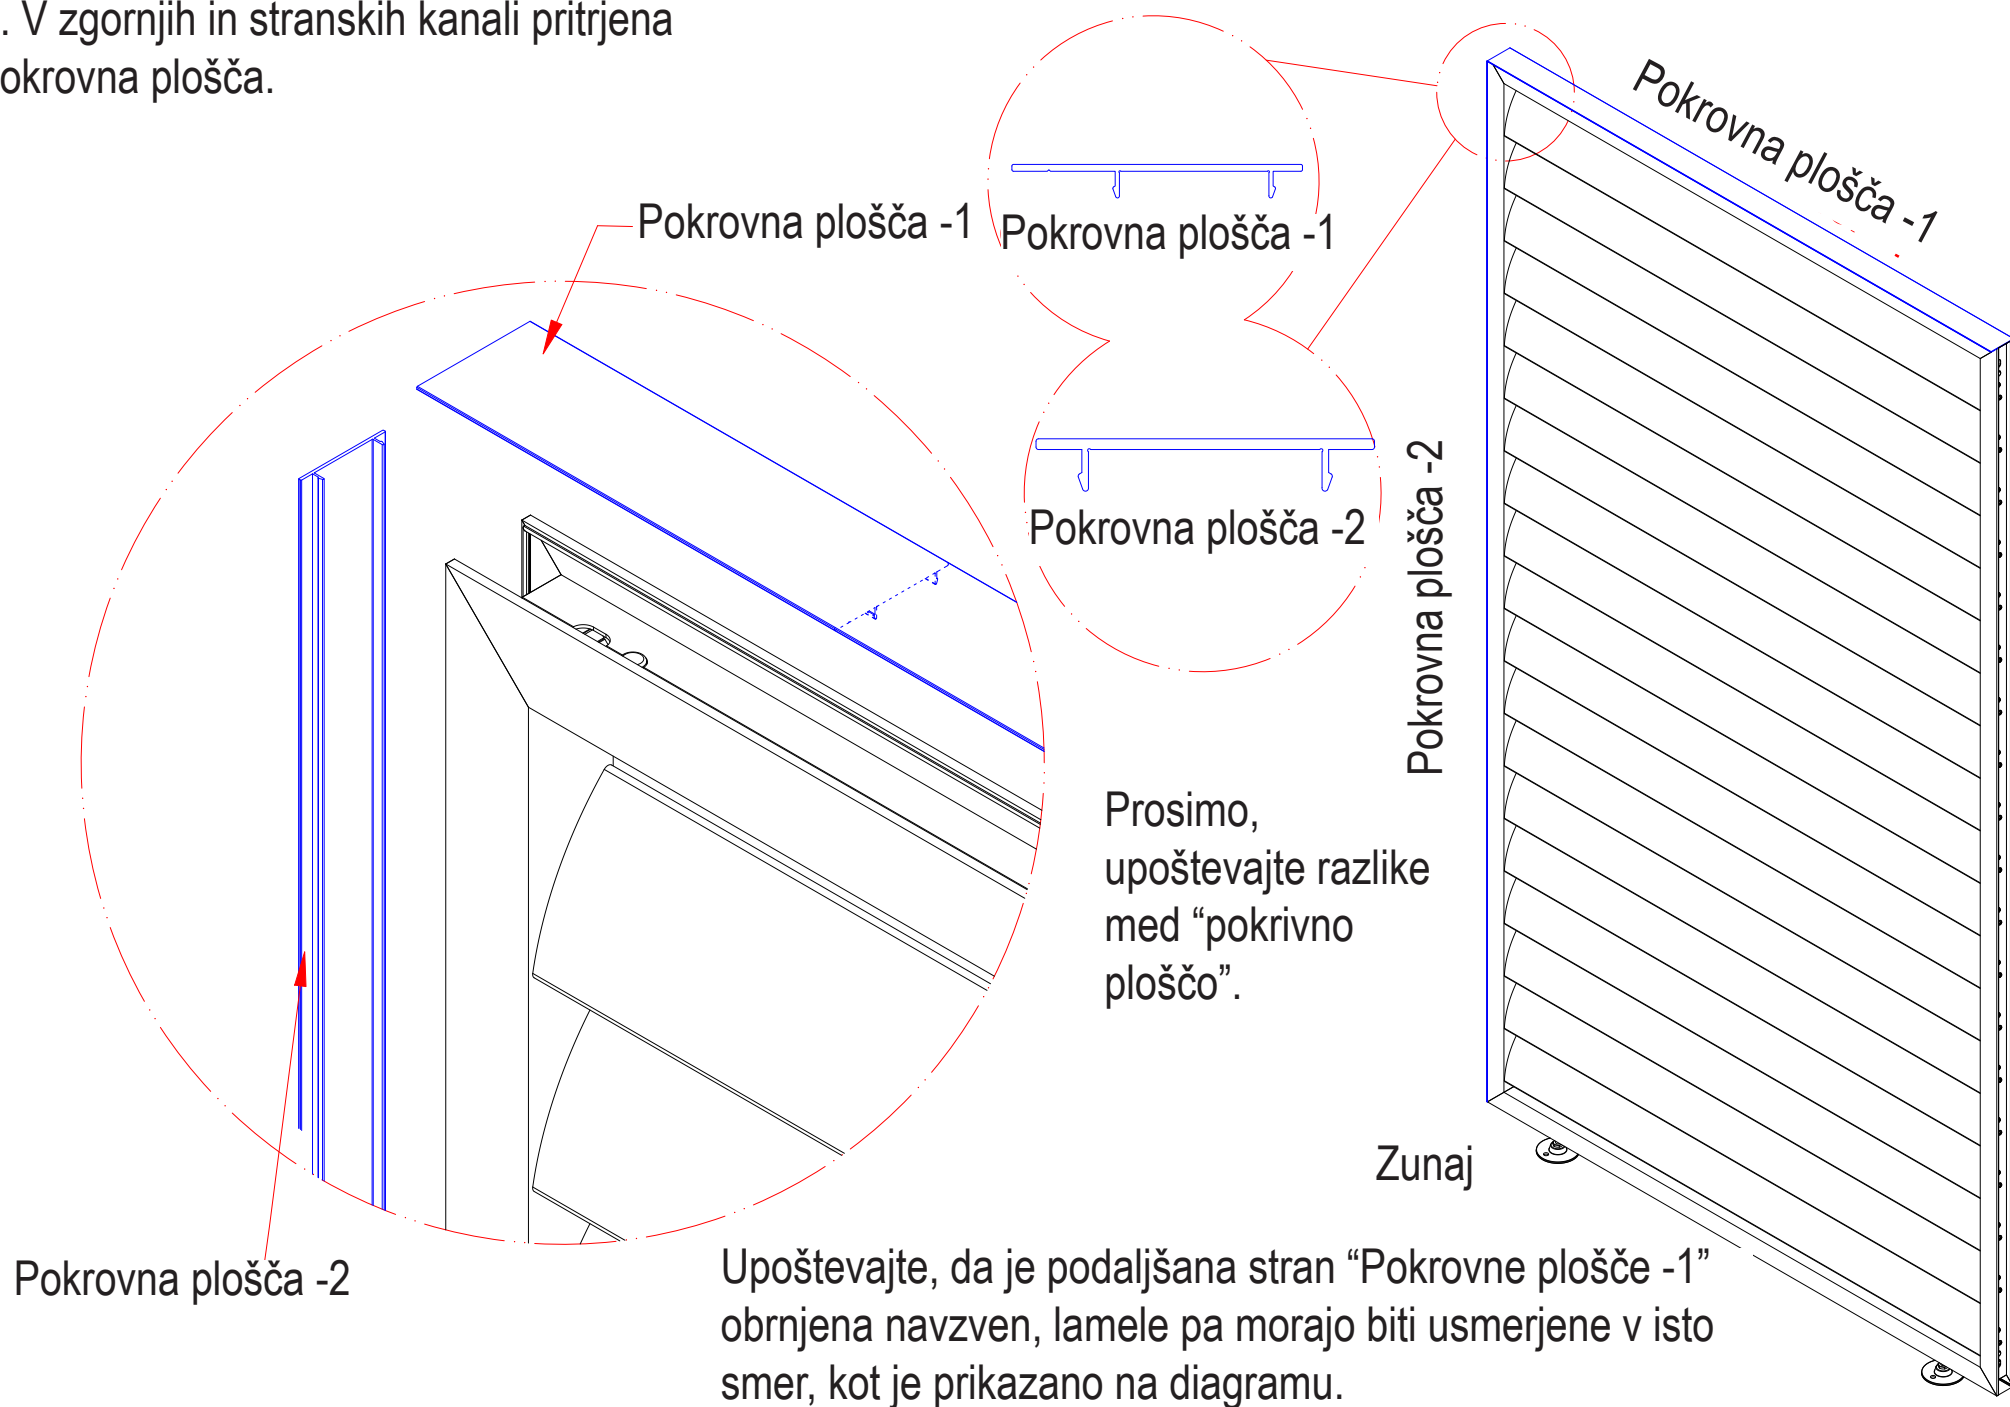 . V zgornjih in stranskih kanali pritrjena
okrovna plošča.
Pokrovna plošča -1
Pokrovna plošča -1
Pokrovna plošča -1
Pokrovna plošča -2
Pokrovna plošča -2
Prosimo,
upoštevajte razlike
med “pokrivno
ploščo”.
Zunaj
Pokrovna plošča -2
Upoštevajte, da je podaljšana stran “Pokrovne plošče -1”
obrnjena navzven, lamele pa morajo biti usmerjene v isto
smer, kot je prikazano na diagramu.